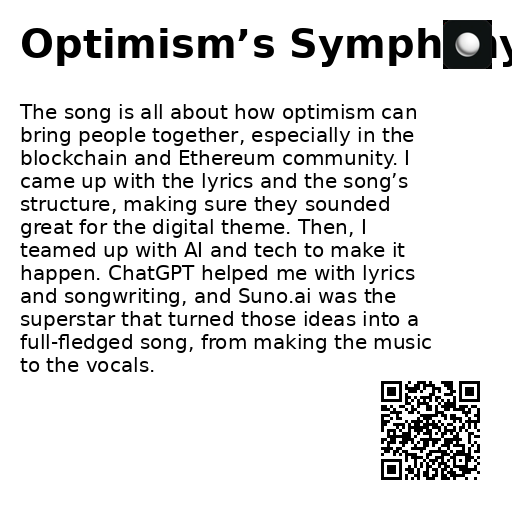 Optimism’s Symph
The song is all about how optimism can
bring people together, especially in the
blockchain and Ethereum community. I
came up with the lyrics and the song’s
structure, making sure they sounded
great for the digital theme. Then, I
teamed up with AI and tech to make it
happen. ChatGPT helped me with lyrics
and songwriting, and Suno.ai was the
superstar that turned those ideas into a
full-fledged song, from making the music
to the vocals.